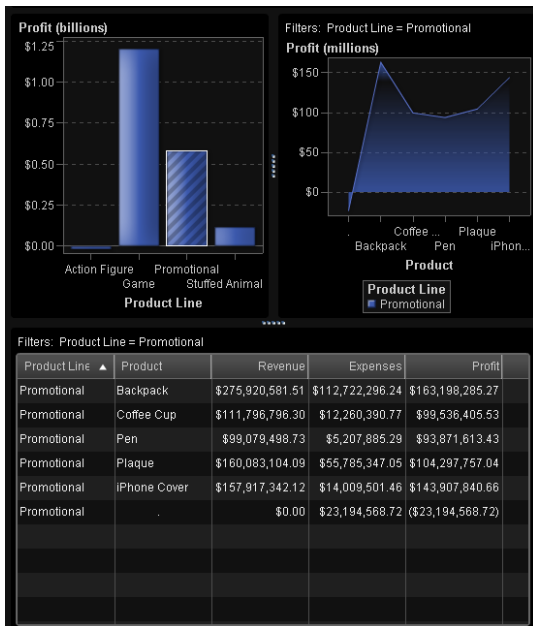 Profit (billions)
$1.25
$1.00
$0.75
$0.50
$0.25
$0.00
Action Figure
Promotional
Game
Stuffed Animal
Product Line
Filters: Product Line = Promotional
Profit (millions)
$150
$100
$50
$0
.
Coffee ...
Plaque
Backpack
Pen
iPhon...
Product
Product Line
Promotional
Filters: Product Line = Promotional
Product Line ▲ Product Revenue Expenses Profit
Promotional Backpack $275,920,581.51 $112,722,296.24 $163,198,285.27
Promotional Coffee Cup $111,796,796.30 $12,260,390.77 $99,536,405.53
Promotional Pen $99,079,498.73 $5,207,885.29 $93,871,613.43
Promotional Plaque $160,083,104.09 $55,785,347.05 $104,297,757.04
Promotional iPhone Cover $157,917,342.12 $14,009,501.46 $143,907,840.66
Promotional . $0.00 $23,194,568.72 ($23,194,568.72)